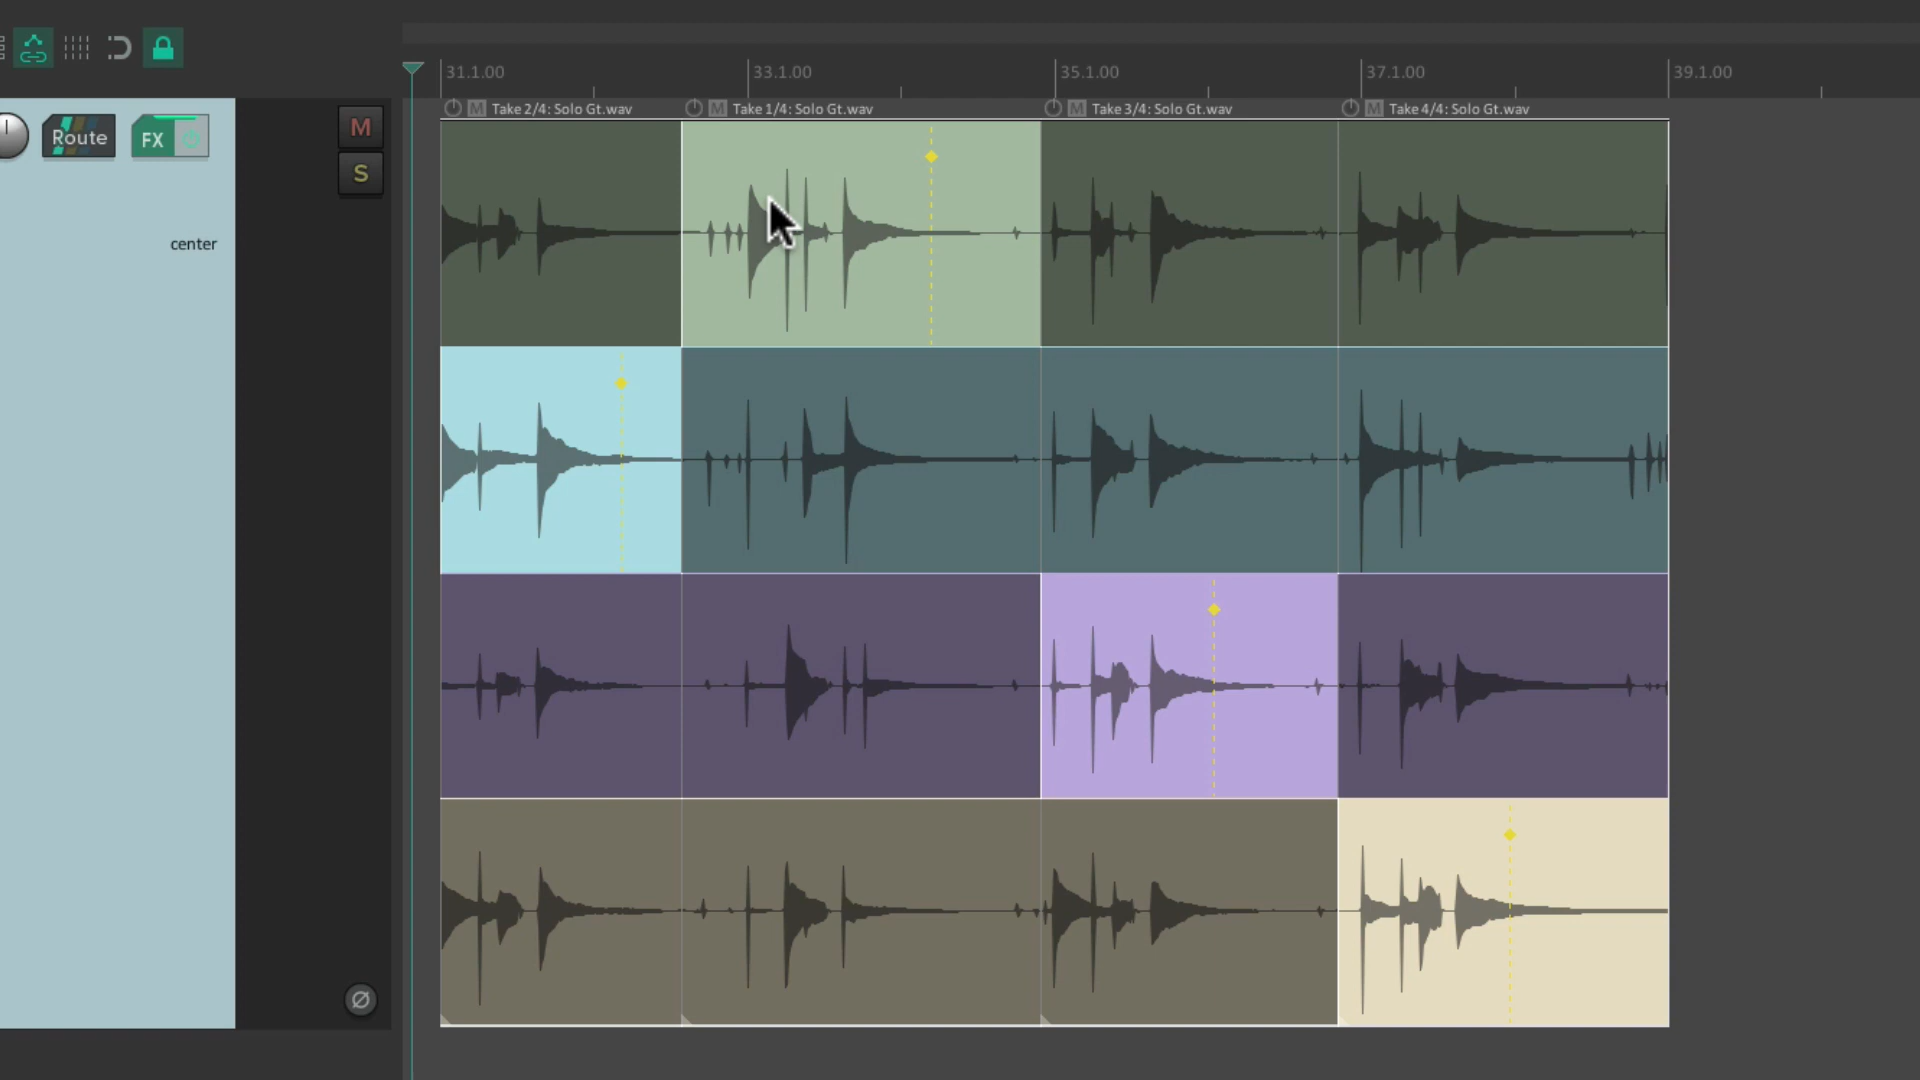 31.1.00 33.1.00 35.1.00 37.1.00 39.1.00
M Take 2/4: Solo Gt.wav M Take 1/4: Solo Gt.wav M Take 3/4: Solo Gt.wav M Take 4/4: Solo Gt.wav
Route FX M
S
center